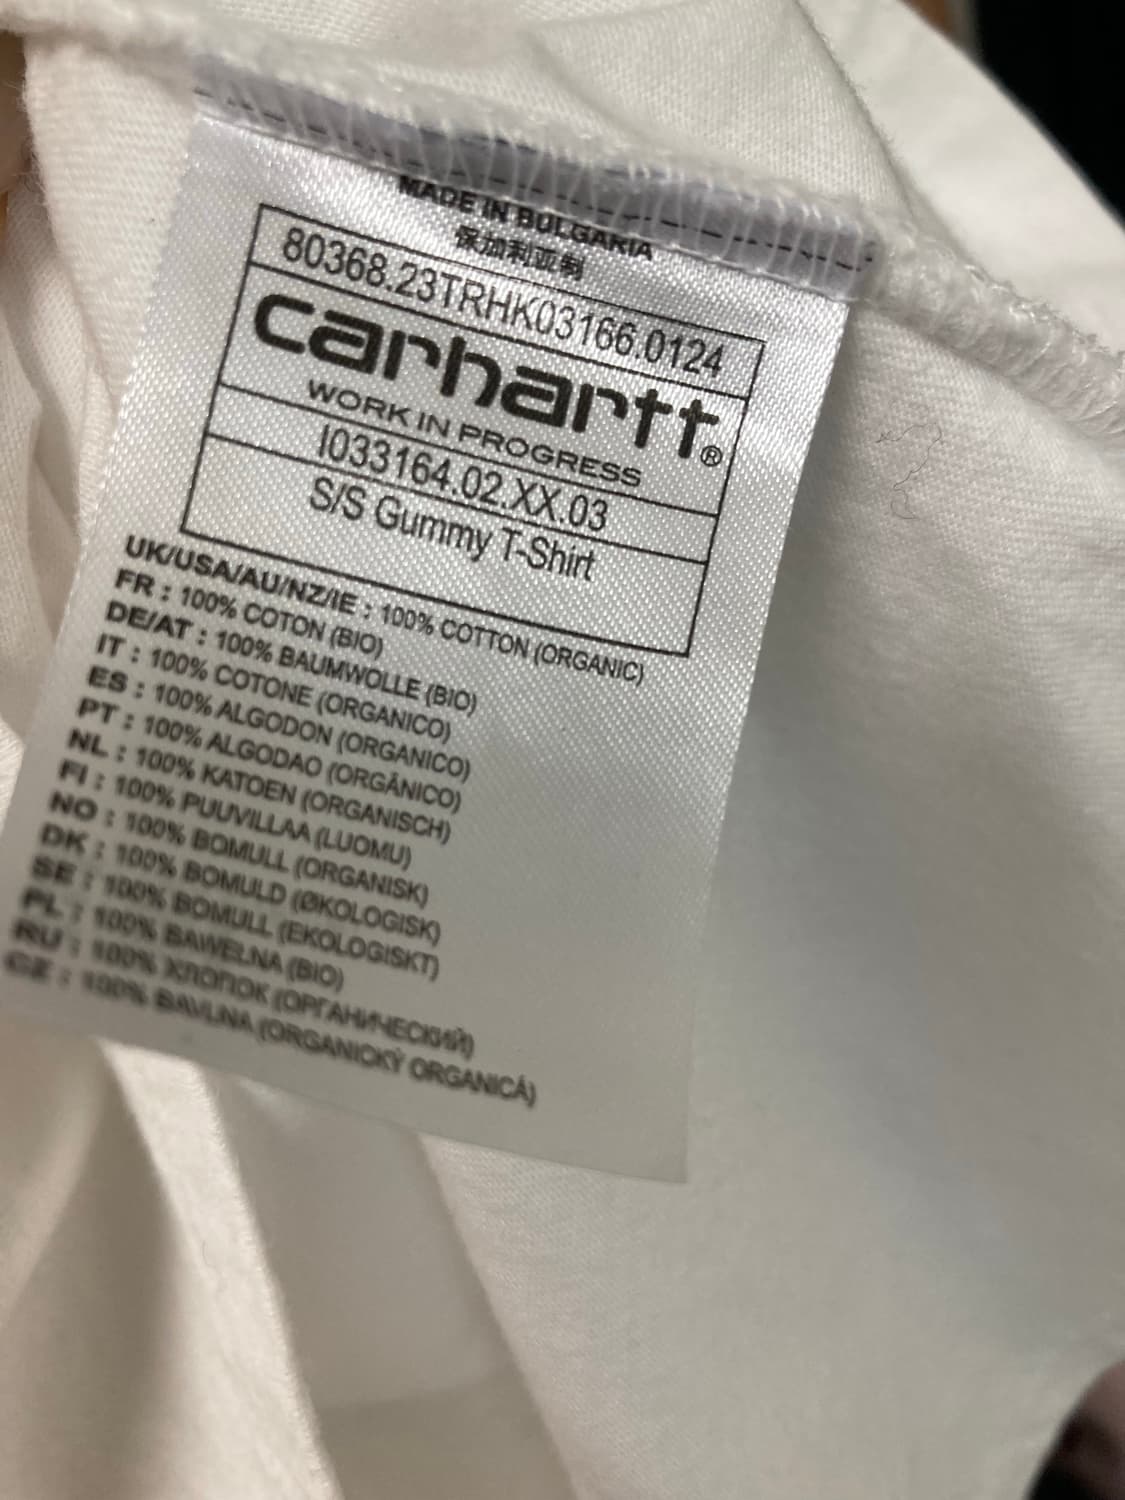 MADE IN BULGARIA
保加利亚制
80368.23TRHK03166.0124
carhartt®
WORK IN PROGRESS
I033164.02.XX.03
S/S Gummy T-Shirt
UK/USA/AU/NZ/IE : 100% COTTON (ORGANIC)
FR : 100% COTON (BIO)
DE/AT : 100% BAUMWOLLE (BIO)
IT : 100% COTONE (ORGANICO)
ES : 100% ALGODON (ORGANICO)
PT : 100% ALGODAO (ORGÂNICO)
NL : 100% KATOEN (ORGANISCH)
FI : 100% PUUVILLAA (LUOMU)
NO : 100% BOMULL (ORGANISK)
DK : 100% BOMULD (ØKOLOGISK)
SE : 100% BOMULL (EKOLOGISKT)
PL : 100% BAWELNA (BIO)
RU : 100% ХЛОПОК (ОРГАНИЧЕСКИЙ)
CZ : 100% BAVLNA (ORGANICKÝ ORGANICÁ)